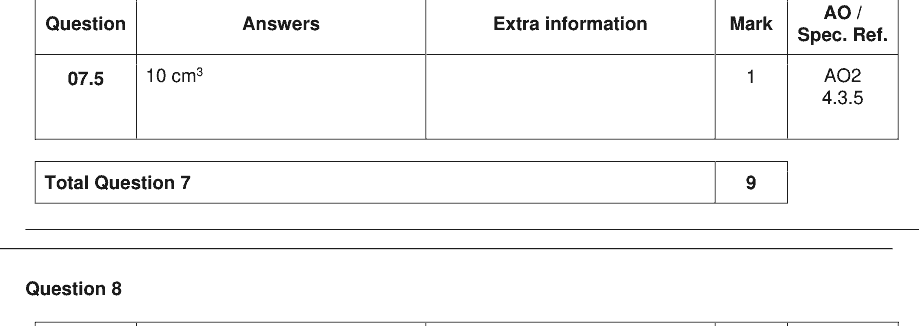 Question Answers Extra information Mark AO /
Spec. Ref.
07.5 10 cm³ 1 AO2
4.3.5
Total Question 7 9
Question 8